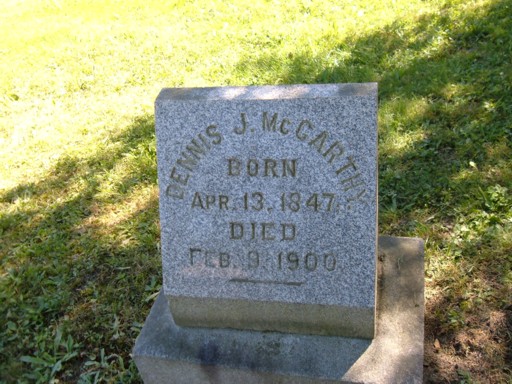 DENNIS J. McCARTHY
BORN
APR. 13, 1847.
DIED
FEB. 9, 1900